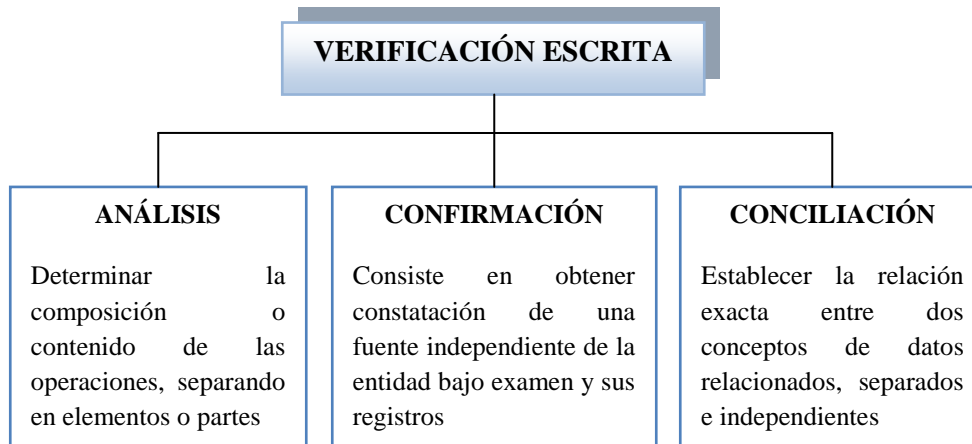 VERIFICACIÓN ESCRITA
ANÁLISIS
Determinar la
composición o
contenido de las
operaciones, separando
en elementos o partes
CONFIRMACIÓN
Consiste en obtener
constatación de una
fuente independiente de la
entidad bajo examen y sus
registros
CONCILIACIÓN
Establecer la relación
exacta entre dos
conceptos de datos
relacionados, separados
e independientes